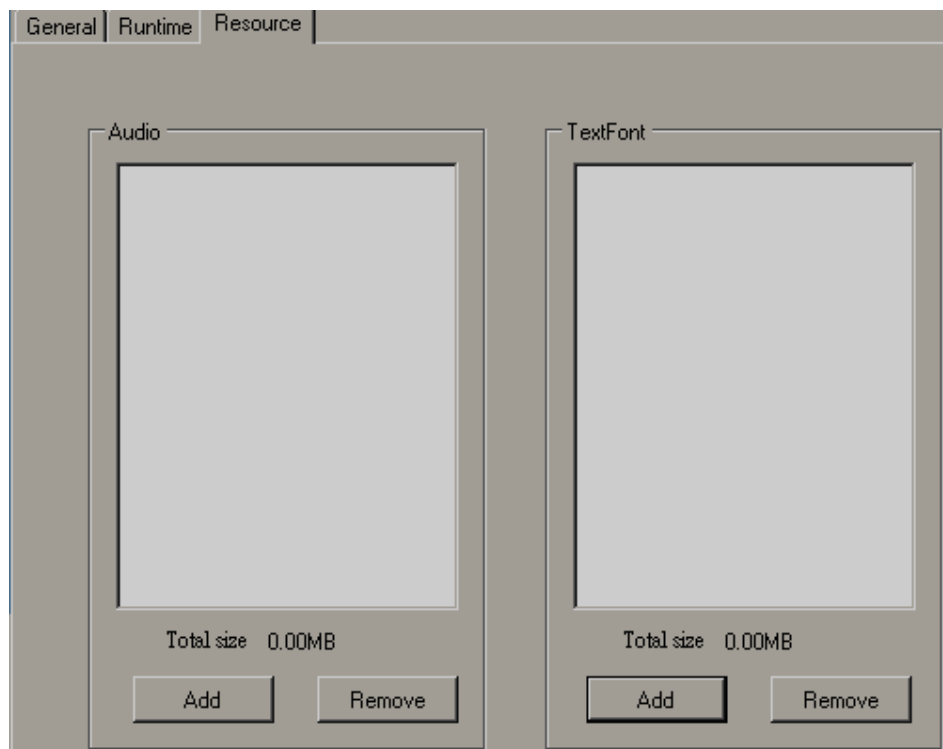 General Runtime Resource
Audio
TextFont
Total size 0.00MB
Total size 0.00MB
Add Remove
Add Remove